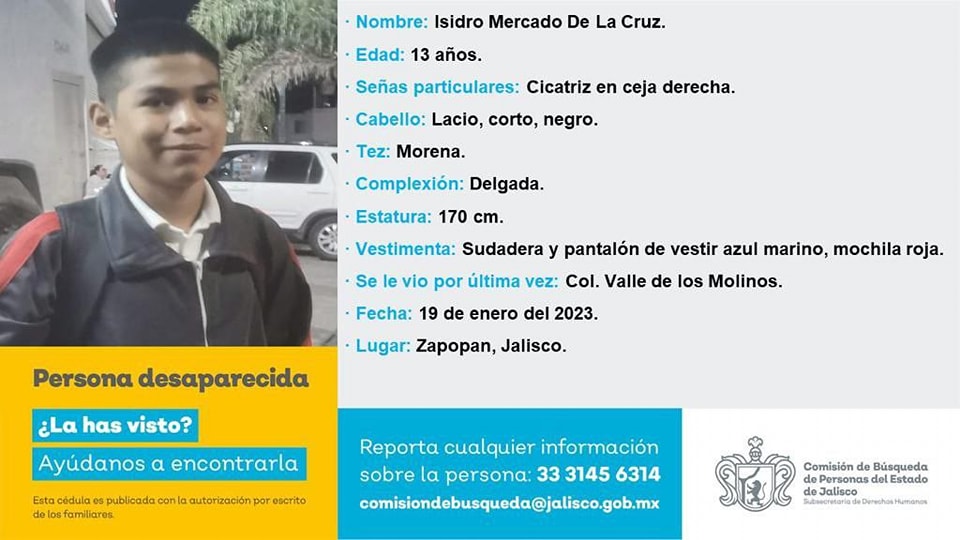 · Nombre: Isidro Mercado De La Cruz.
· Edad: 13 años.
· Señas particulares: Cicatriz en ceja derecha.
· Cabello: Lacio, corto, negro.
· Tez: Morena.
· Complexión: Delgada.
· Estatura: 170 cm.
· Vestimenta: Sudadera y pantalón de vestir azul marino, mochila roja.
· Se le vio por última vez: Col. Valle de los Molinos.
· Fecha: 19 de enero del 2023.
· Lugar: Zapopan, Jalisco.
Persona desaparecida
¿La has visto?
Ayúdanos a encontrarla
Esta cédula es publicada con la autorización por escrito
de los familiares.
Reporta cualquier información
sobre la persona: 33 3145 6314
comisiondebusqueda@jalisco.gob.mx
Comisión de Búsqueda
de Personas del Estado
de Jalisco
Subsecretaría de Derechos Humanos